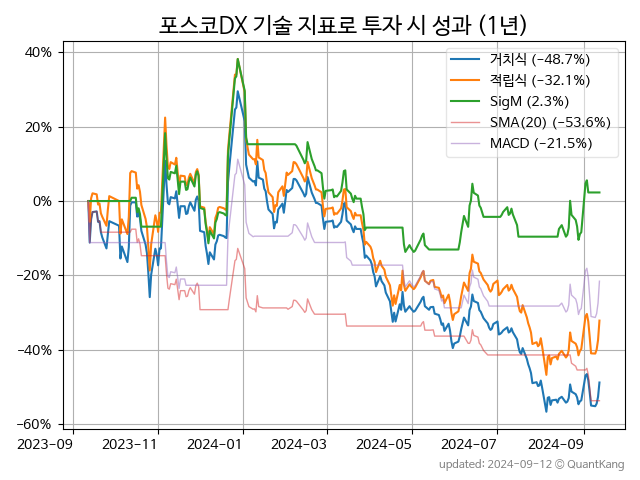 포스코DX 기술 지표로 투자 시 성과 (1년)
거치식 (−48.7%)
적립식 (−32.1%)
SigM (2.3%)
SMA(20) (−53.6%)
MACD (−21.5%)
40%
20%
0%
−20%
−40%
−60%
2023-09 2023-11 2024-01 2024-03 2024-05 2024-07 2024-09
updated: 2024-09-12 ⓒ QuantKang